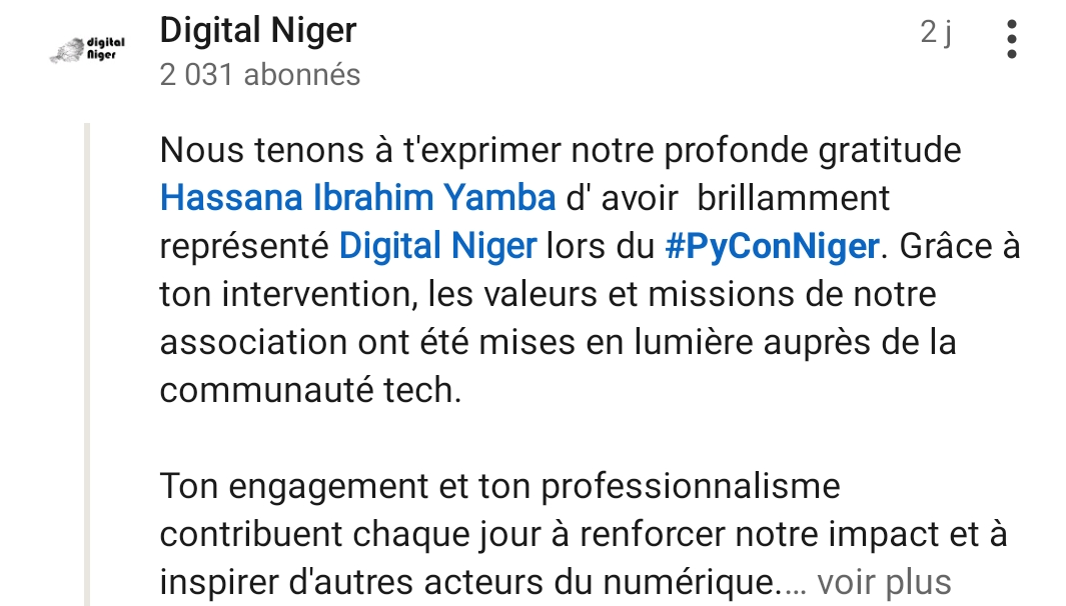 digital
Niger
Digital Niger
2 j
2 031 abonnés
Nous tenons à t'exprimer notre profonde gratitude
Hassana Ibrahim Yamba d' avoir  brillamment
représenté Digital Niger lors du #PyConNiger. Grâce à
ton intervention, les valeurs et missions de notre
association ont été mises en lumière auprès de la
communauté tech.
Ton engagement et ton professionnalisme
contribuent chaque jour à renforcer notre impact et à
inspirer d'autres acteurs du numérique.… voir plus